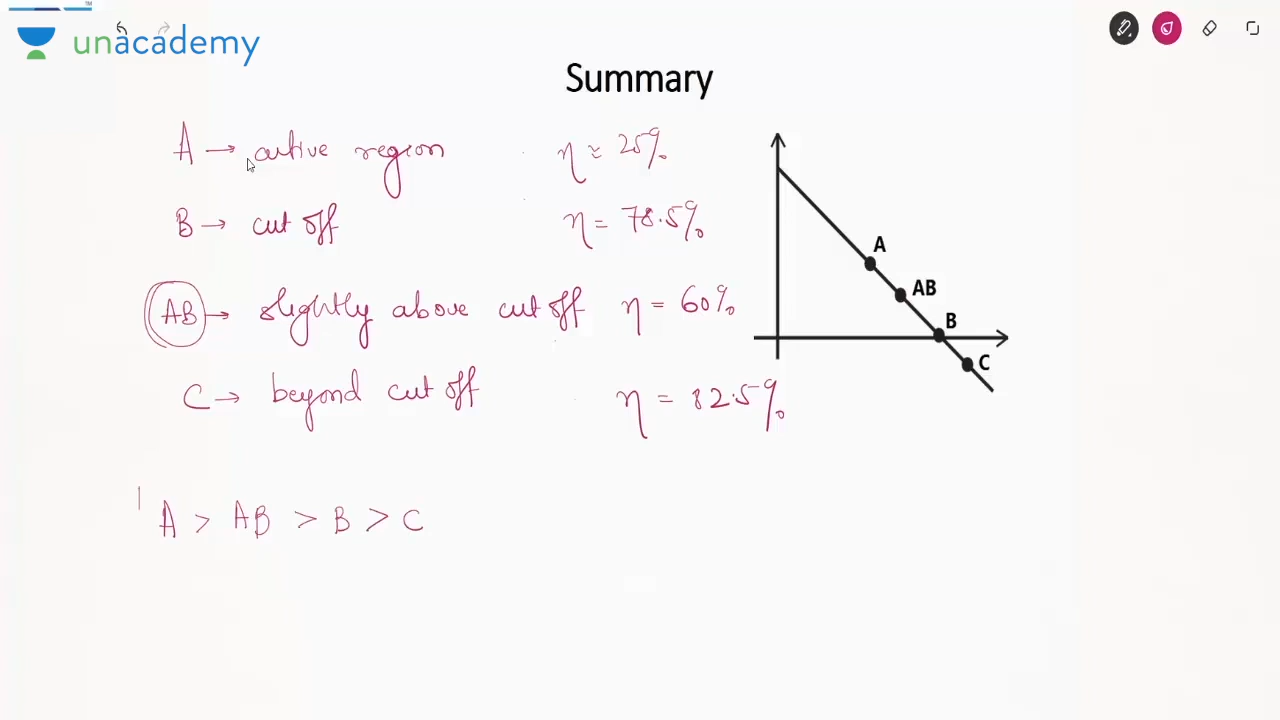 unacademy
Summary
A → active region η ≈ 25%
B → cut off η = 78.5%
AB → slightly above cut off η = 60%
C → beyond cut off η = 82.5%
A > AB > B > C
A
AB
B
C